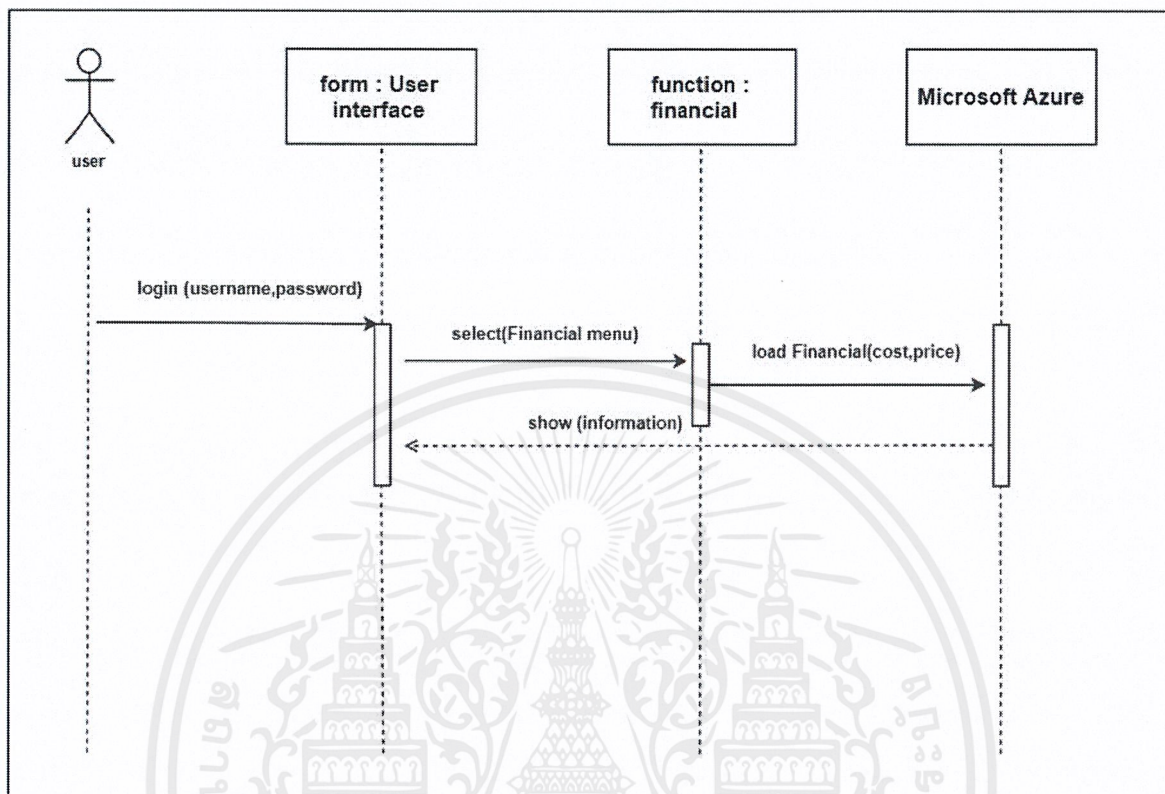 form : User
interface
function :
financial
Microsoft Azure
user
login (username,password)
select(Financial menu)
load Financial(cost,price)
show (information)